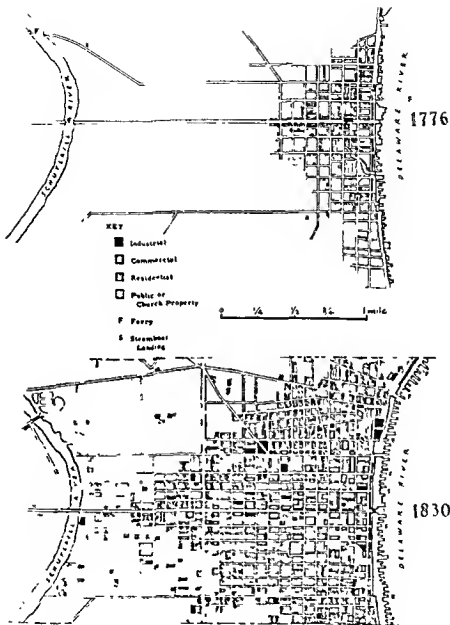 SCHUYLKILL RIVER
DELAWARE RIVER
1776
KEY
Industrial
Commercial
Residential
Public or
Church Property
F Ferry
S Steamboat
Landing
0 1/4 1/2 3/4 1 mile
DELAWARE RIVER
1830